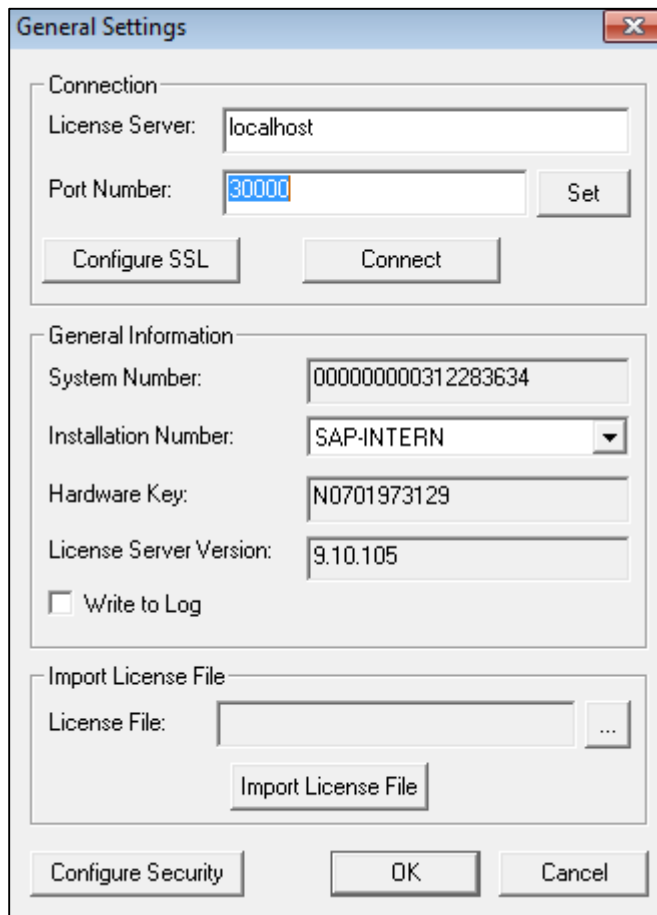 General Settings
Connection
License Server: localhost
Port Number: 30000 Set
Configure SSL Connect
General Information
System Number: 000000000312283634
Installation Number: SAP-INTERN
Hardware Key: N0701973129
License Server Version: 9.10.105
Write to Log
Import License File
License File: ...
Import License File
Configure Security OK Cancel